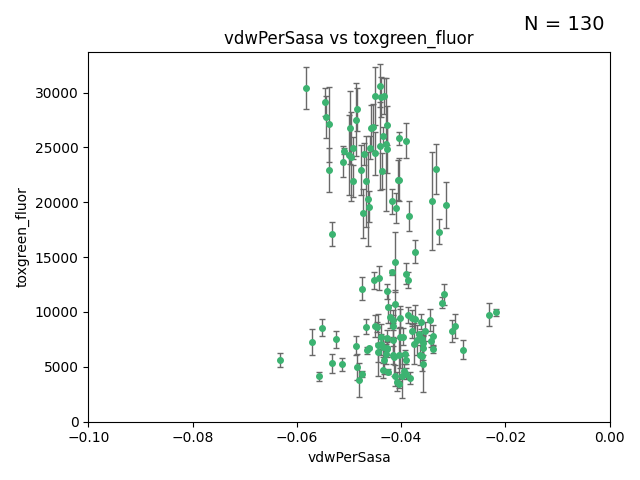 N = 130
vdwPerSasa vs toxgreen_fluor
toxgreen_fluor
30000
25000
20000
15000
10000
5000
0
−0.10 −0.08 −0.06 −0.04 −0.02 0.00
vdwPerSasa